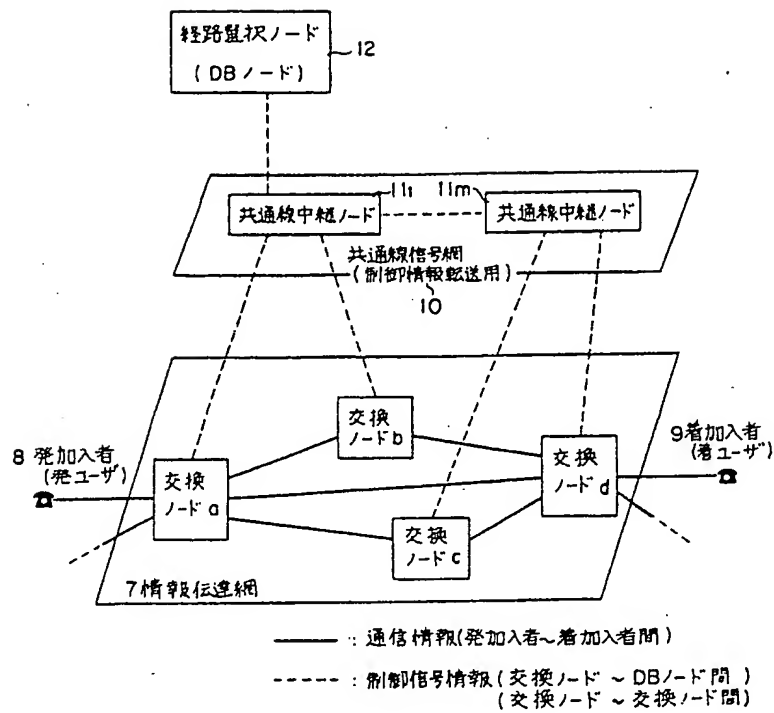 経路選択ノード
(DBノード)
12
11l 11m
共通線中継ノード
共通線中継ノード
共通線信号網
(制御情報転送用)
10
交換
ノードb
8 発加入者
(発ユーザ)
9着加入者
(着ユーザ)
交換
ノードa
交換
ノードd
交換
ノードc
7情報伝達網
：通信情報(発加入者～着加入者間)
：制御信号情報(交換ノード～DBノード間)
(交換ノード～交換ノード間)